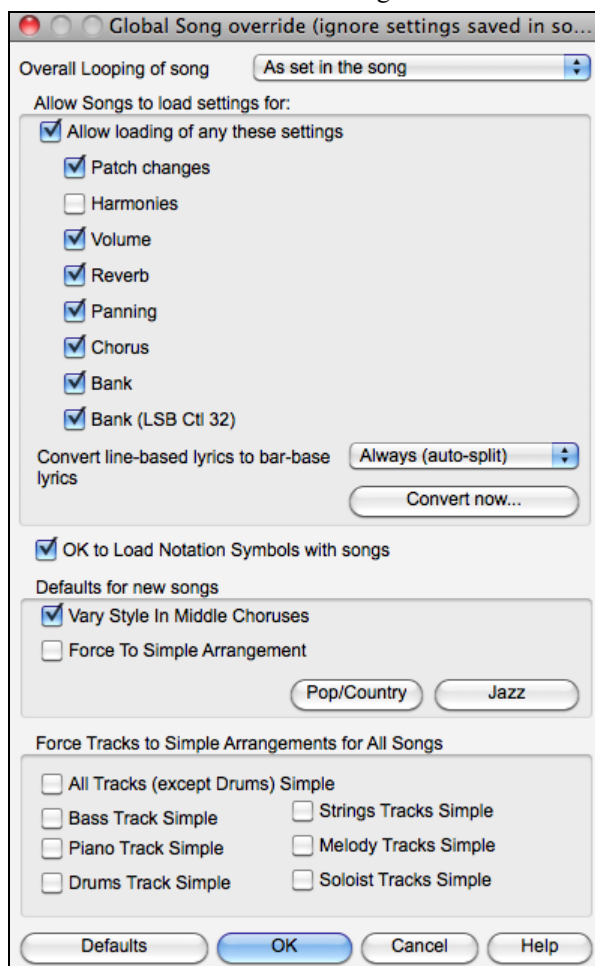 Global Song override (ignore settings saved in so...
Overall Looping of song As set in the song
Allow Songs to load settings for:
Allow loading of any these settings
Patch changes
Harmonies
Volume
Reverb
Panning
Chorus
Bank
Bank (LSB Ctl 32)
Convert line-based lyrics to bar-base Always (auto-split)
lyrics
Convert now...
OK to Load Notation Symbols with songs
Defaults for new songs
Vary Style In Middle Choruses
Force To Simple Arrangement
Pop/Country Jazz
Force Tracks to Simple Arrangements for All Songs
All Tracks (except Drums) Simple
Bass Track Simple Strings Tracks Simple
Piano Track Simple Melody Tracks Simple
Drums Track Simple Soloist Tracks Simple
Defaults OK Cancel Help